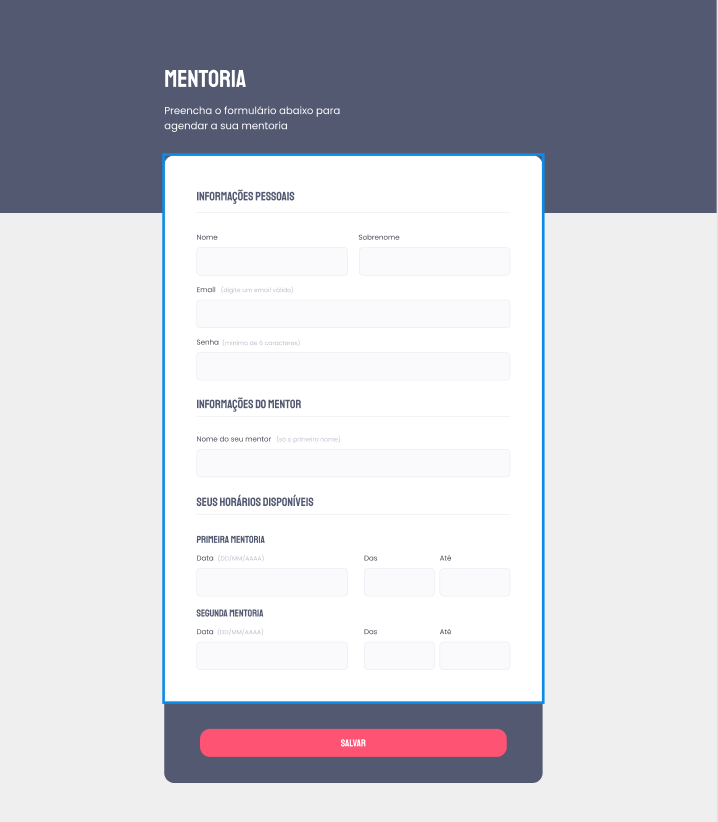 MENTORIA
Preencha o formulário abaixo para
agendar a sua mentoria
INFORMAÇÕES PESSOAIS
Nome Sobrenome
Email (digite um email válido)
Senha (mínimo de 6 caracteres)
INFORMAÇÕES DO MENTOR
Nome do seu mentor (só o primeiro nome)
SEUS HORÁRIOS DISPONÍVEIS
PRIMEIRA MENTORIA
Data (DD/MM/AAAA) Das Até
SEGUNDA MENTORIA
Data (DD/MM/AAAA) Das Até
SALVAR